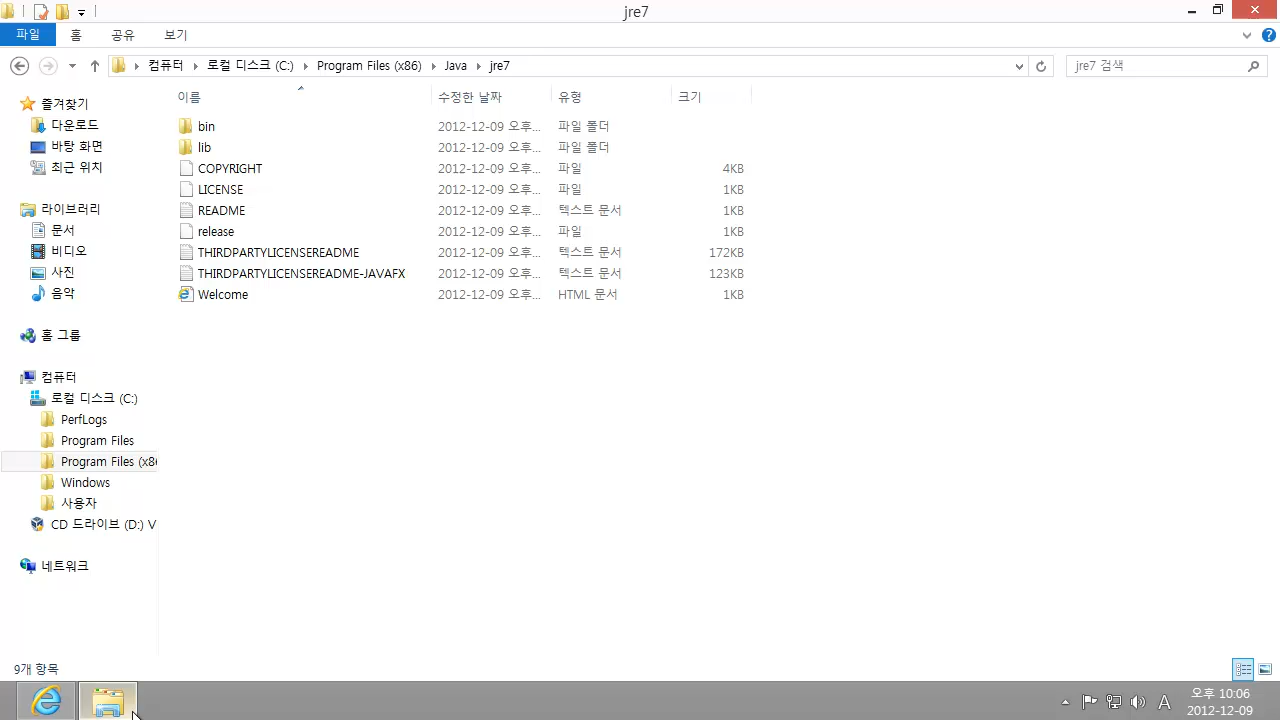 jre7
파일 홈 공유 보기
컴퓨터 로컬 디스크 (C:) Program Files (x86) Java jre7
jre7 검색
즐겨찾기
다운로드
바탕 화면
최근 위치
라이브러리
문서
비디오
사진
음악
홈 그룹
컴퓨터
로컬 디스크 (C:)
PerfLogs
Program Files
Program Files (x86
Windows
사용자
CD 드라이브 (D:) V
네트워크
이름 수정한 날짜 유형 크기
bin 2012-12-09 오후... 파일 폴더
lib 2012-12-09 오후... 파일 폴더
COPYRIGHT 2012-12-09 오후... 파일 4KB
LICENSE 2012-12-09 오후... 파일 1KB
README 2012-12-09 오후... 텍스트 문서 1KB
release 2012-12-09 오후... 파일 1KB
THIRDPARTYLICENSEREADME 2012-12-09 오후... 텍스트 문서 172KB
THIRDPARTYLICENSEREADME-JAVAFX 2012-12-09 오후... 텍스트 문서 123KB
Welcome 2012-12-09 오후... HTML 문서 1KB
9개 항목
A
오후 10:06
2012-12-09